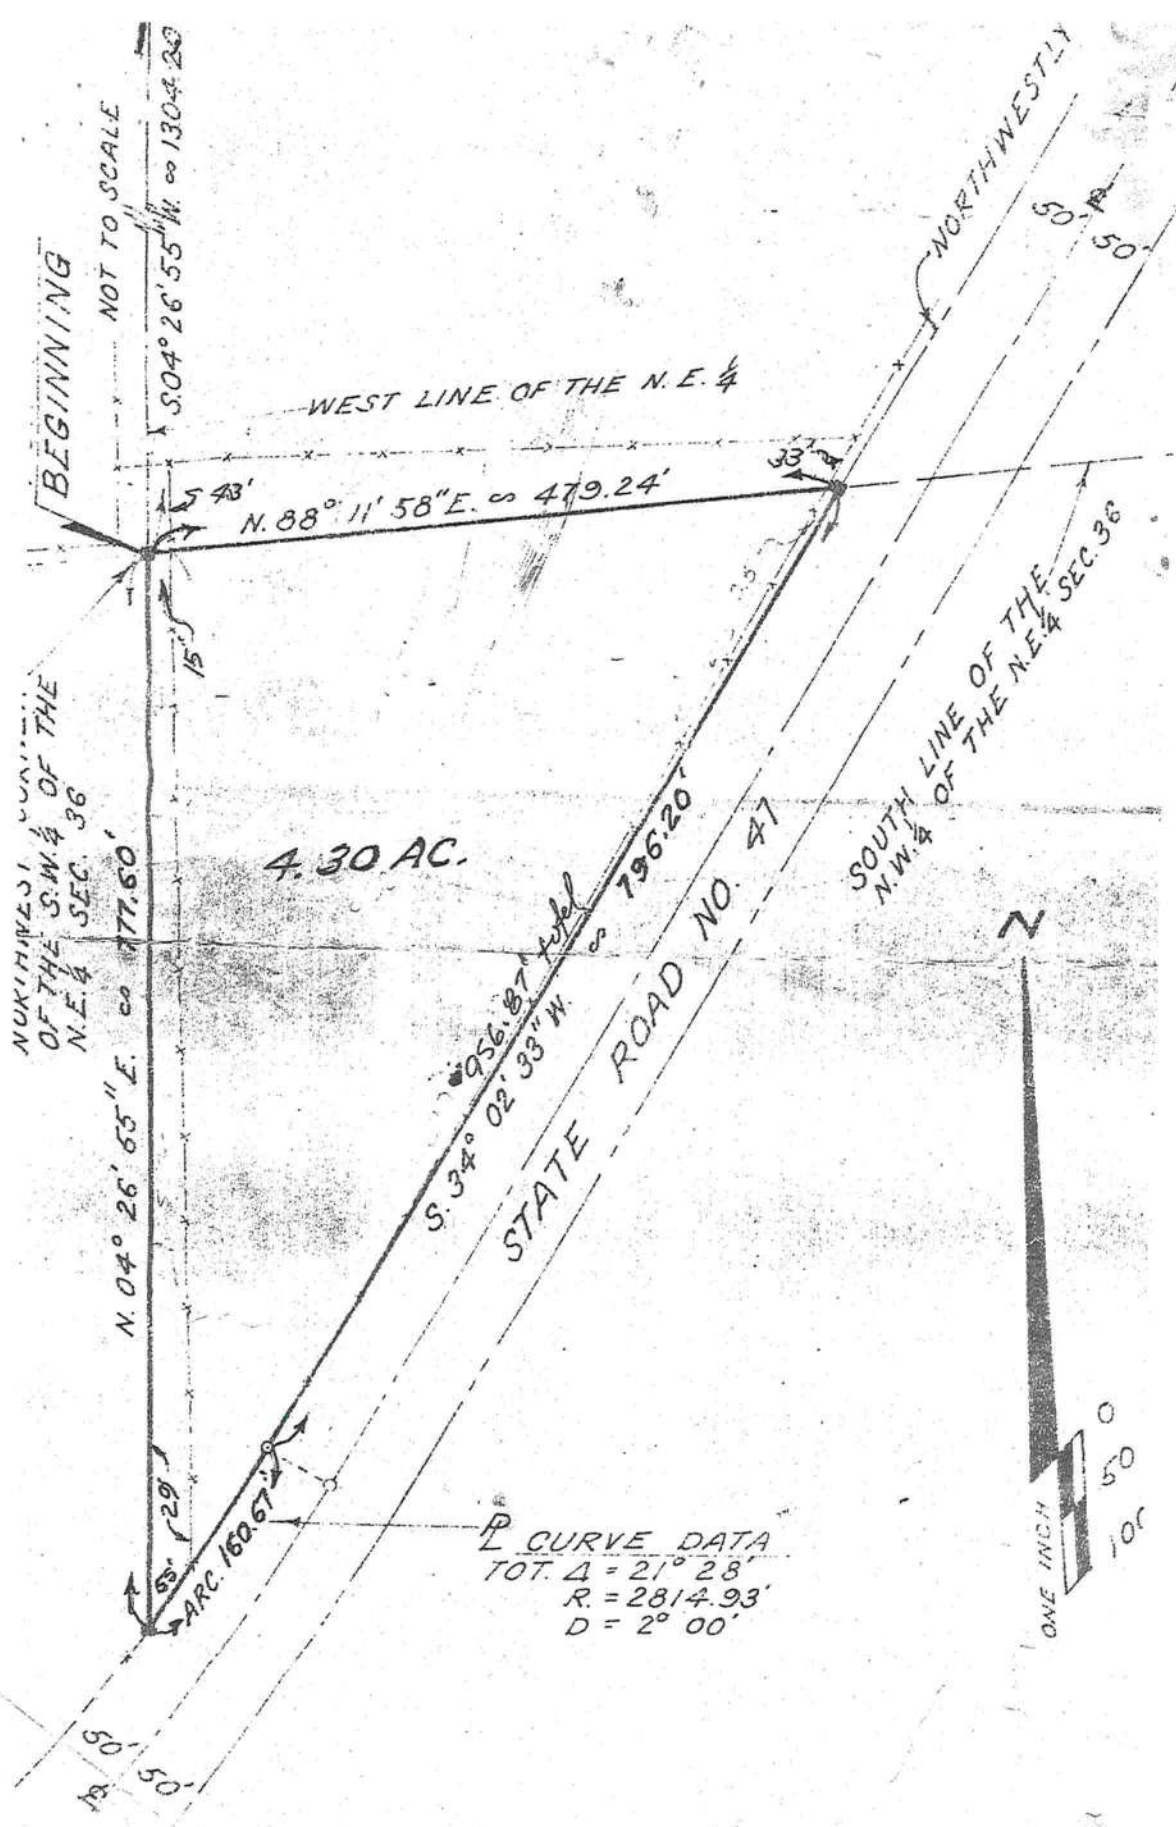 NORTHWESTLY
NOT TO SCALE
S.04° 26' 55" W. ∞ 1304.20
50'
50'
BEGINNING
WEST LINE OF THE N.E. ¼
33'
43'
N. 88° 11' 58" E. ∞ 479.24'
15'
OF THE S.W. ¼ OF THE
N.E. ¼ SEC. 36
SOUTH LINE OF THE
N.W. ¼ OF THE N.E. ¼ SEC. 36
4.30 AC.
N. 04° 26' 55" E. ∞ 777.60'
956.87' total
S. 34° 02' 33" W. ∞ 796.20'
STATE ROAD NO. 47
N
29'
55'
ARC. 160.67'
CURVE DATA
TOT. Δ = 21° 28'
R. = 2814.93'
D = 2° 00'
0
50
ONE INCH
50'
50'